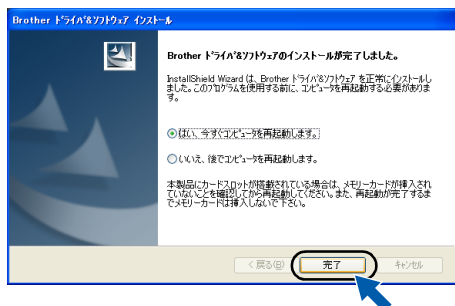 Brother ﾄﾞﾗｲﾊﾞ&ｿﾌﾄｳｪｱ ｲﾝｽﾄｰﾙ
Brother ﾄﾞﾗｲﾊﾞ&ｿﾌﾄｳｪｱのインストールが完了しました。
InstallShield Wizard は、Brother ﾄﾞﾗｲﾊﾞ&ｿﾌﾄｳｪｱ を正常にｲﾝｽﾄｰﾙし
ました。このﾌﾟﾛｸﾞﾗﾑを使用する前に、ｺﾝﾋﾟｭｰﾀを再起動する必要がありま
す。
はい、今すぐｺﾝﾋﾟｭｰﾀを再起動します。
いいえ、後でｺﾝﾋﾟｭｰﾀを再起動します。
本製品にカードスロットが搭載されている場合は、メモリーカードが挿入され
ていないことを確認してから再起動してください。また、再起動が完了するま
でメモリーカードは挿入しないで下さい。
< 戻る(B)
完了
ｷｬﾝｾﾙ